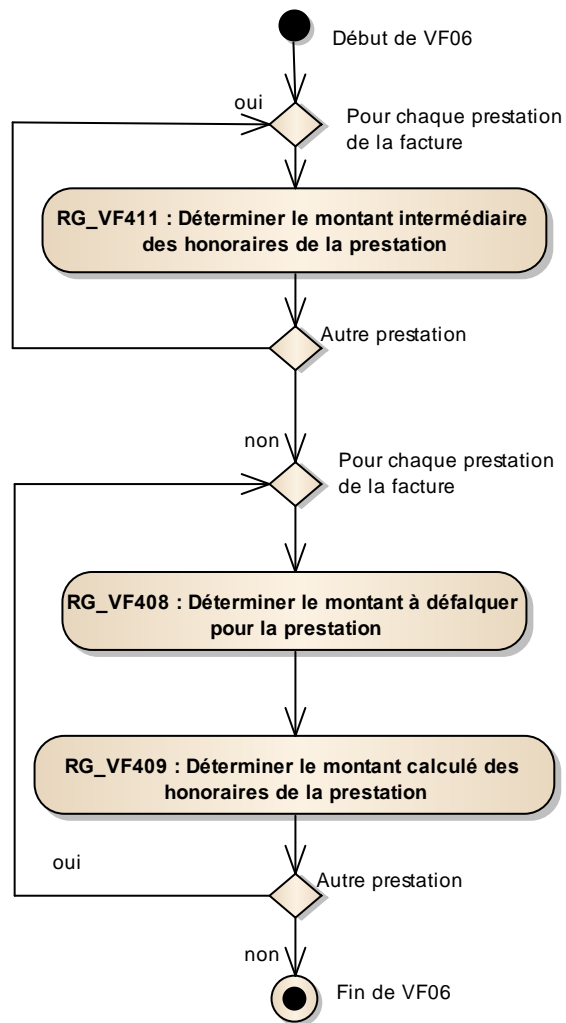 Début de VF06
oui
Pour chaque prestation
de la facture
RG_VF411 : Déterminer le montant intermédiaire
des honoraires de la prestation
Autre prestation
non
Pour chaque prestation
de la facture
RG_VF408 : Déterminer le montant à défalquer
pour la prestation
RG_VF409 : Déterminer le montant calculé des
honoraires de la prestation
oui
Autre prestation
non
Fin de VF06